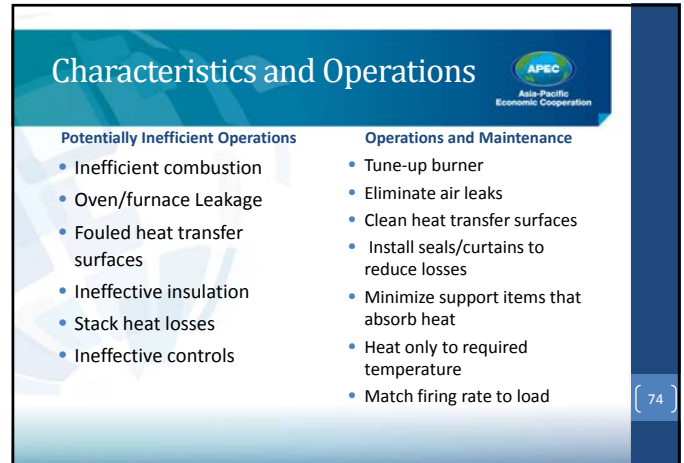 Characteristics and Operations
APEC
Asia-Pacific
Economic Cooperation
Potentially Inefficient Operations
• Inefficient combustion
• Oven/furnace Leakage
• Fouled heat transfer
surfaces
• Ineffective insulation
• Stack heat losses
• Ineffective controls
Operations and Maintenance
• Tune-up burner
• Eliminate air leaks
• Clean heat transfer surfaces
• Install seals/curtains to
reduce losses
• Minimize support items that
absorb heat
• Heat only to required
temperature
• Match firing rate to load
74